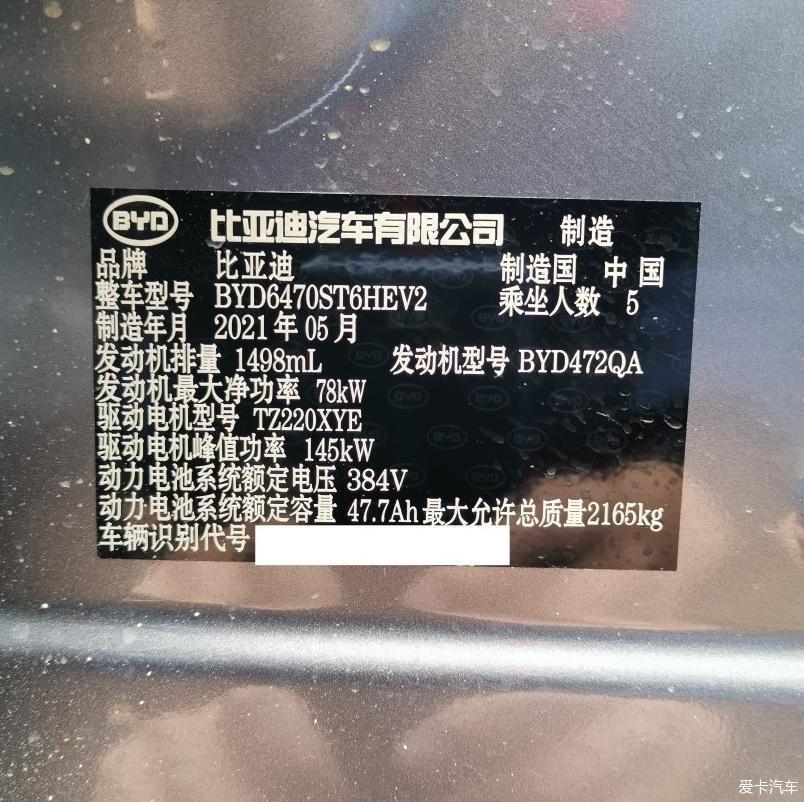 BYD 比亚迪汽车有限公司 制造
品牌 比亚迪 制造国 中国
整车型号 BYD6470ST6HEV2 乘坐人数 5
制造年月 2021年05月
发动机排量 1498mL 发动机型号 BYD472QA
发动机最大净功率 78kW
驱动电机型号 TZ220XYE
驱动电机峰值功率 145kW
动力电池系统额定电压 384V
动力电池系统额定容量 47.7Ah 最大允许总质量2165kg
车辆识别代号
爱卡汽车